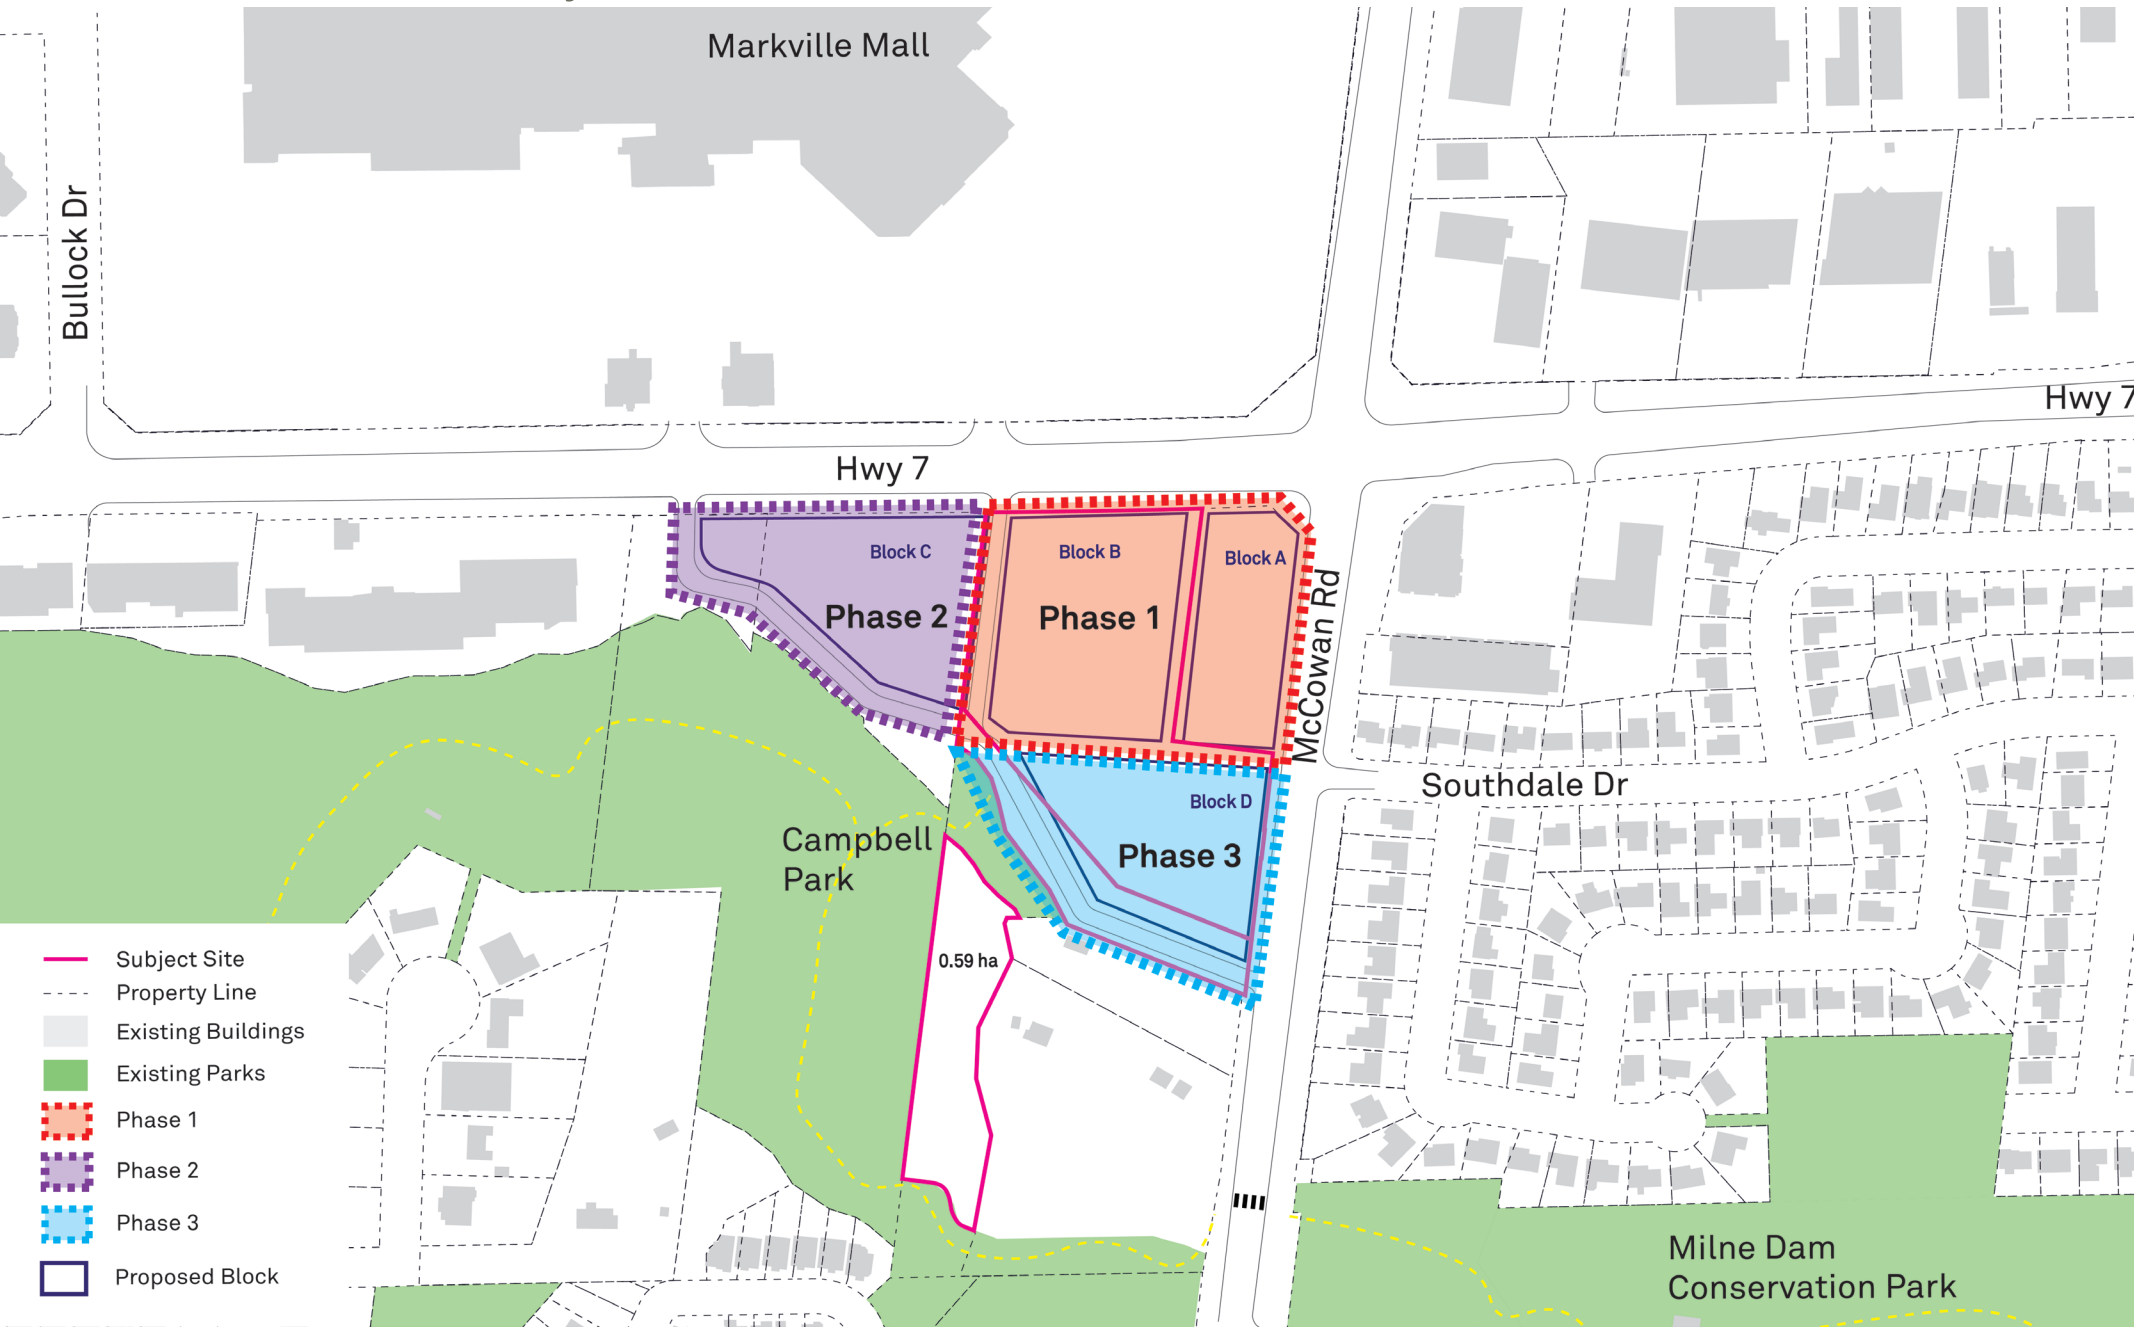 Markville Mall
Bullock Dr
Hwy 7
Hwy 7
Block C
Block B
Block A
Phase 2
Phase 1
McCowan Rd
Southdale Dr
Block D
Phase 3
Campbell
Park
0.59 ha
Subject Site
Property Line
Existing Buildings
Existing Parks
Phase 1
Phase 2
Phase 3
Proposed Block
Milne Dam
Conservation Park